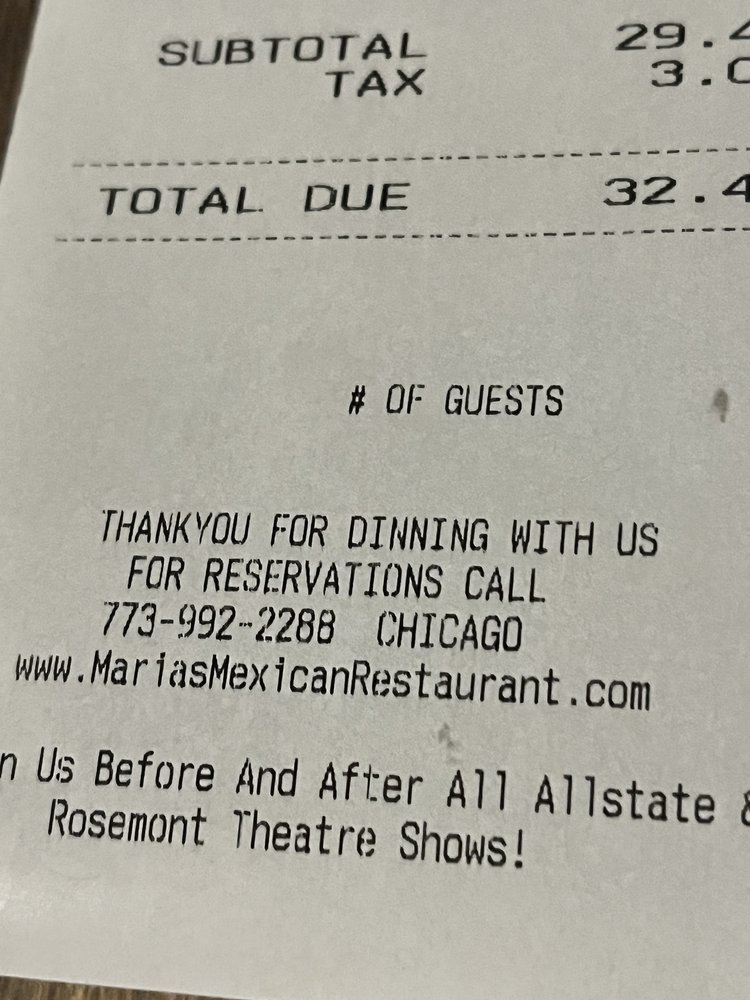 SUBTOTAL 29.4
TAX 3.0
TOTAL DUE 32.4
# OF GUESTS
THANKYOU FOR DINNING WITH US
FOR RESERVATIONS CALL
773-992-2288 CHICAGO
www.MariasMexicanRestaurant.com
n Us Before And After All Allstate &
Rosemont Theatre Shows!